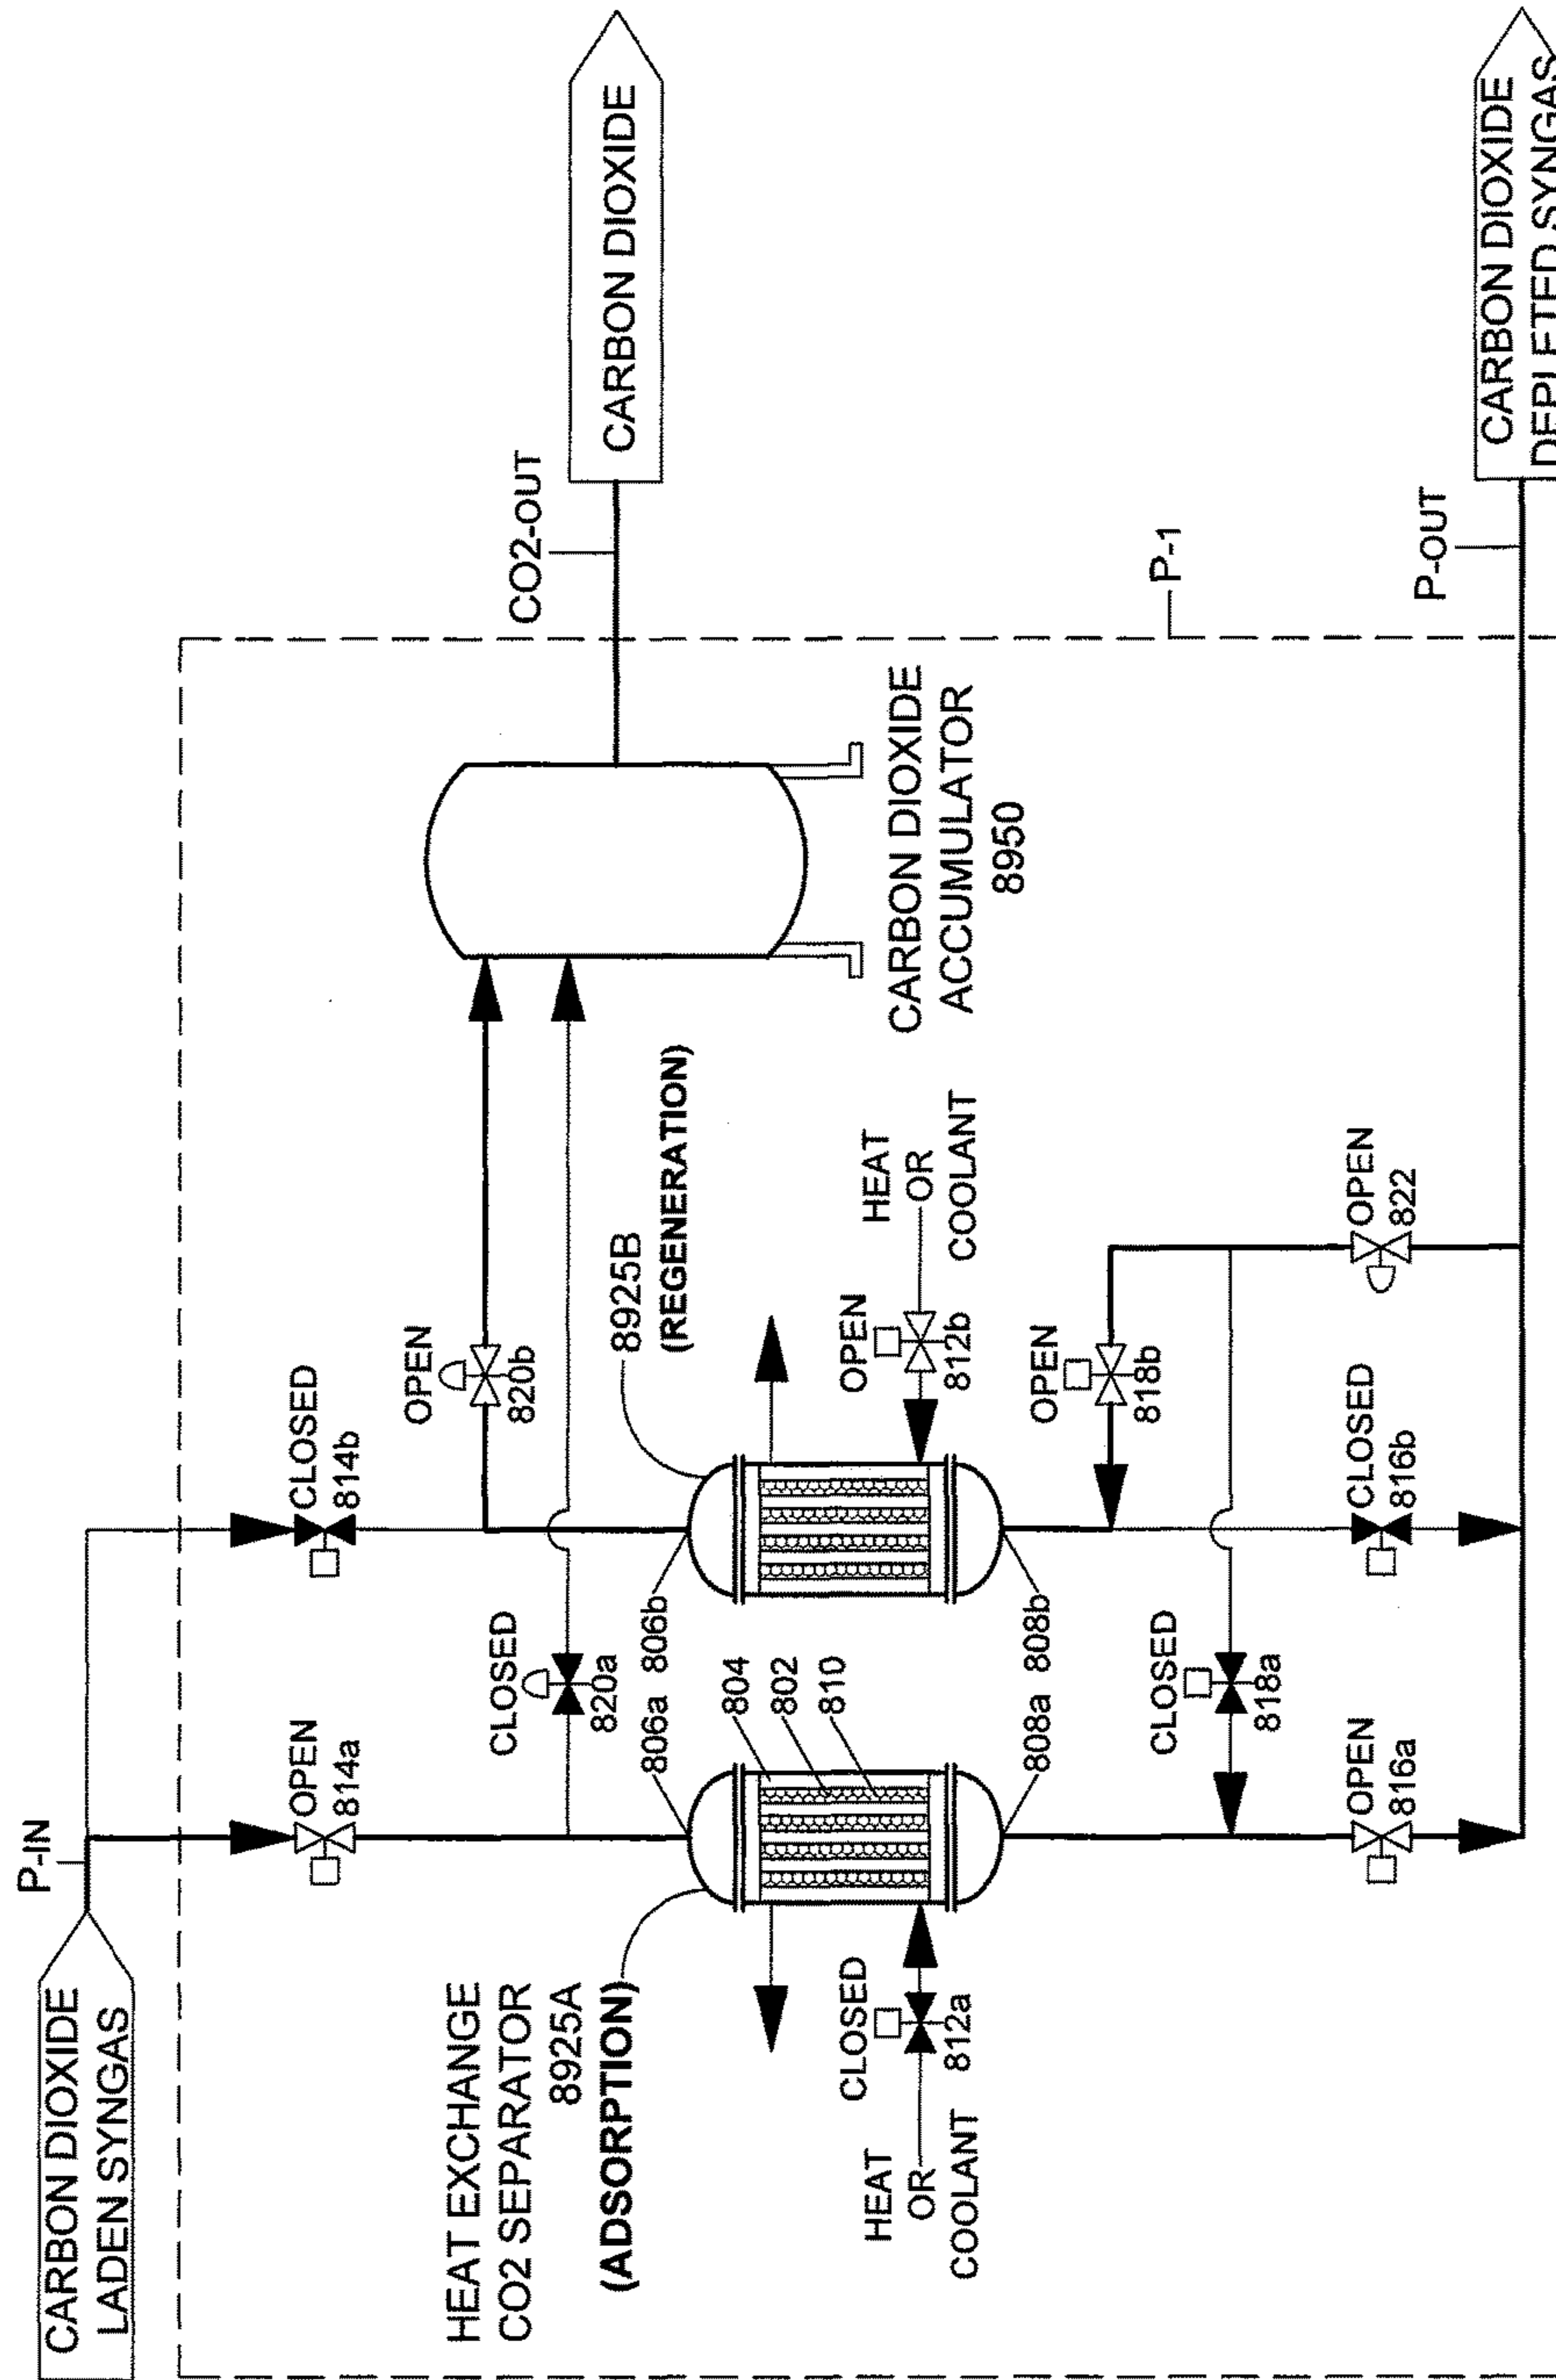 CARBON DIOXIDE
LADEN SYNGAS
P-IN
OPEN
814a
CLOSED
814b
HEAT EXCHANGE
CO2 SEPARATOR
8925A
(ADSORPTION)
CLOSED
820a
OPEN
820b
806a
806b
8925B
(REGENERATION)
804
802
810
CARBON DIOXIDE
ACCUMULATOR
8950
CO2-OUT
CARBON DIOXIDE
HEAT
OR
COOLANT
CLOSED
812a
OPEN
812b
HEAT
OR
COOLANT
808a
808b
CLOSED
818a
OPEN
818b
OPEN
816a
CLOSED
816b
OPEN
822
P-1
P-OUT
CARBON DIOXIDE
DEPLETED SYNGAS